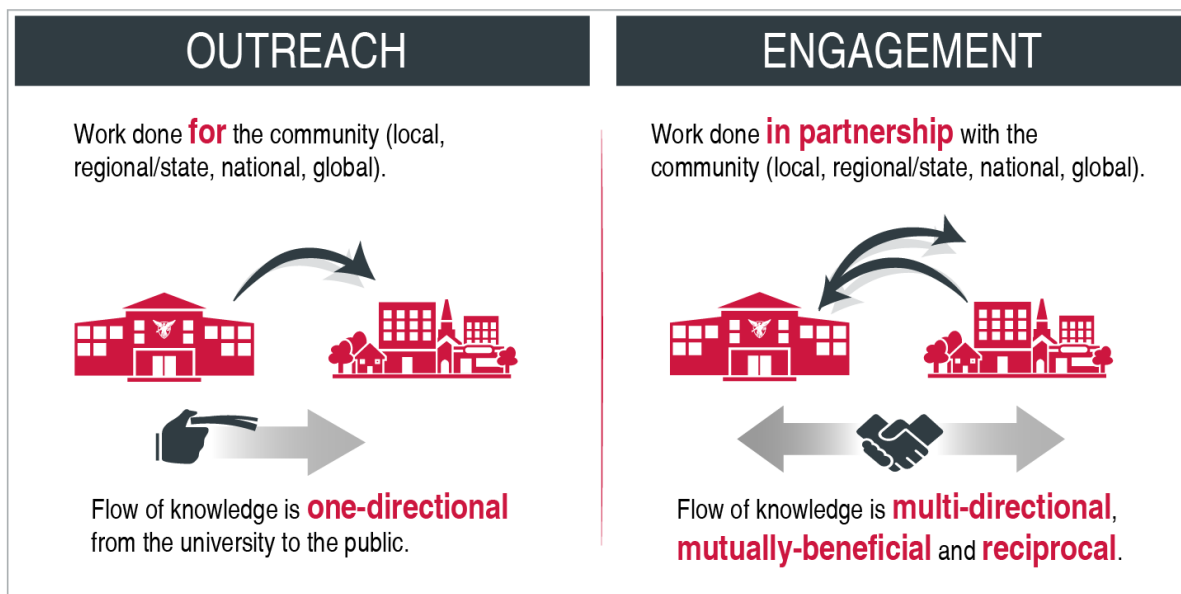 OUTREACH
Work done for the community (local,
regional/state, national, global).
Flow of knowledge is one-directional
from the university to the public.
ENGAGEMENT
Work done in partnership with the
community (local, regional/state, national, global).
Flow of knowledge is multi-directional,
mutually-beneficial and reciprocal.